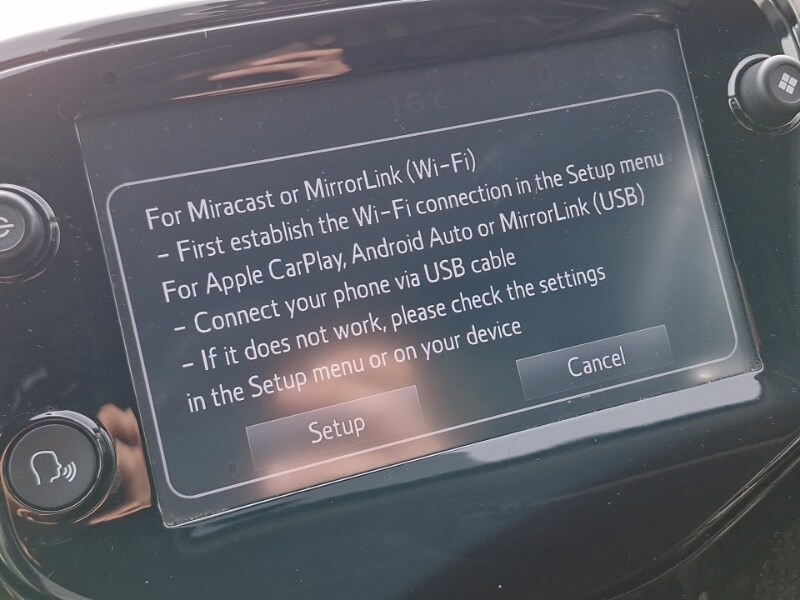 16°C
For Miracast or MirrorLink (Wi-Fi)
- First establish the Wi-Fi connection in the Setup menu
For Apple CarPlay, Android Auto or MirrorLink (USB)
- Connect your phone via USB cable
- If it does not work, please check the settings
in the Setup menu or on your device
Setup
Cancel